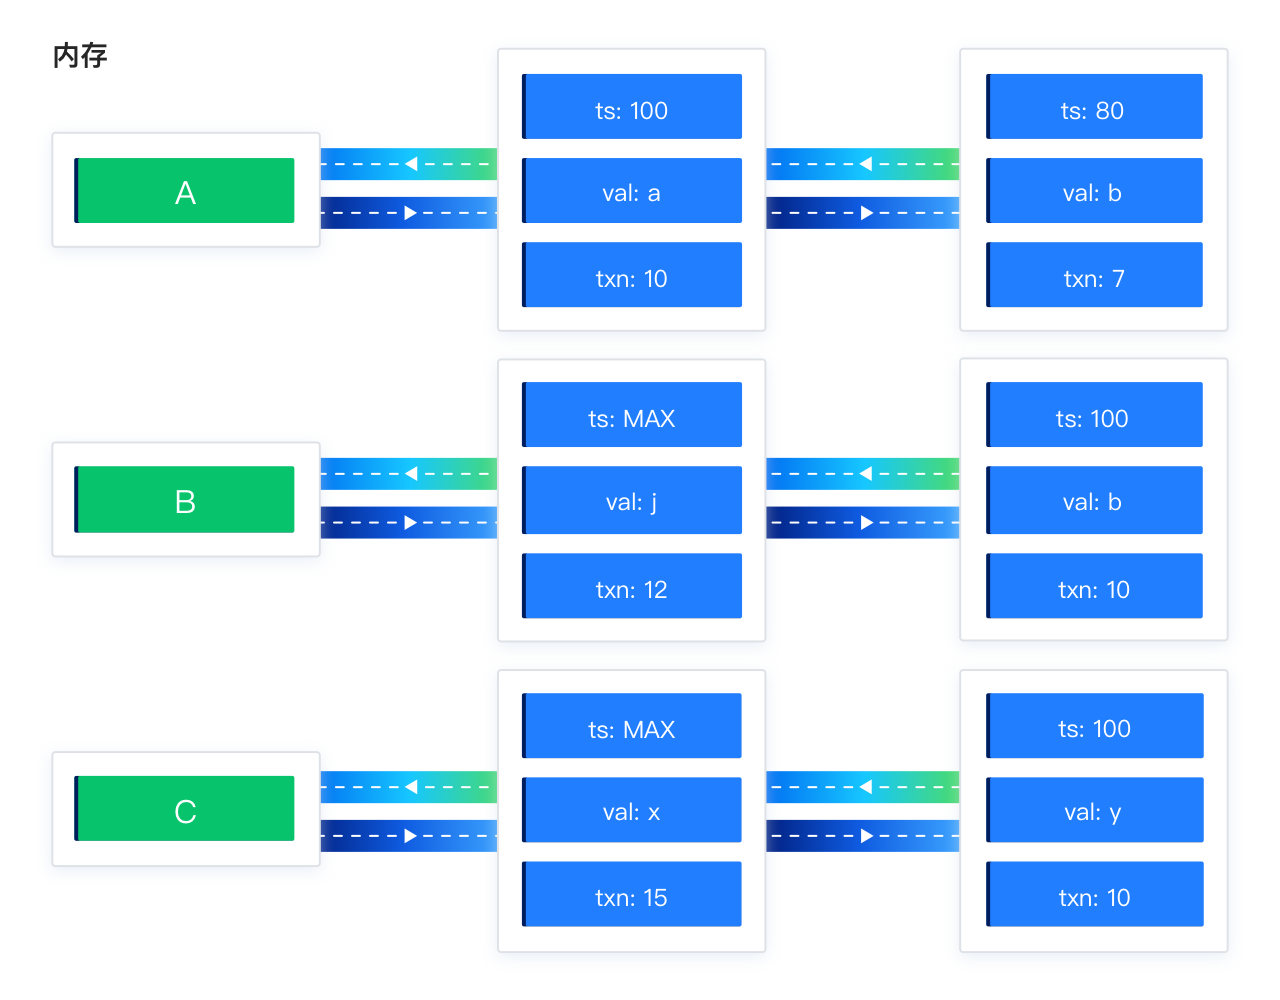 内存
A
ts: 100
val: a
txn: 10
ts: 80
val: b
txn: 7
B
ts: MAX
val: j
txn: 12
ts: 100
val: b
txn: 10
C
ts: MAX
val: x
txn: 15
ts: 100
val: y
txn: 10